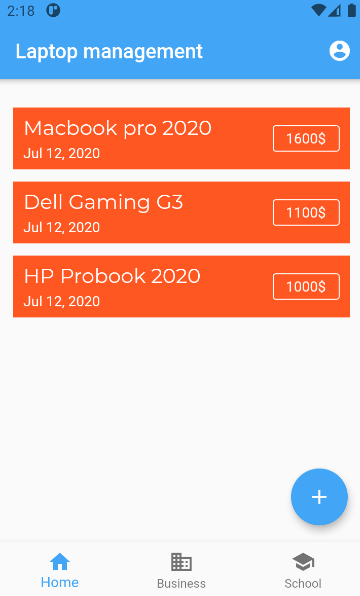 2:18
Laptop management
Macbook pro 2020
Jul 12, 2020
1600$
Dell Gaming G3
Jul 12, 2020
1100$
HP Probook 2020
Jul 12, 2020
1000$
+
Home
Business
School